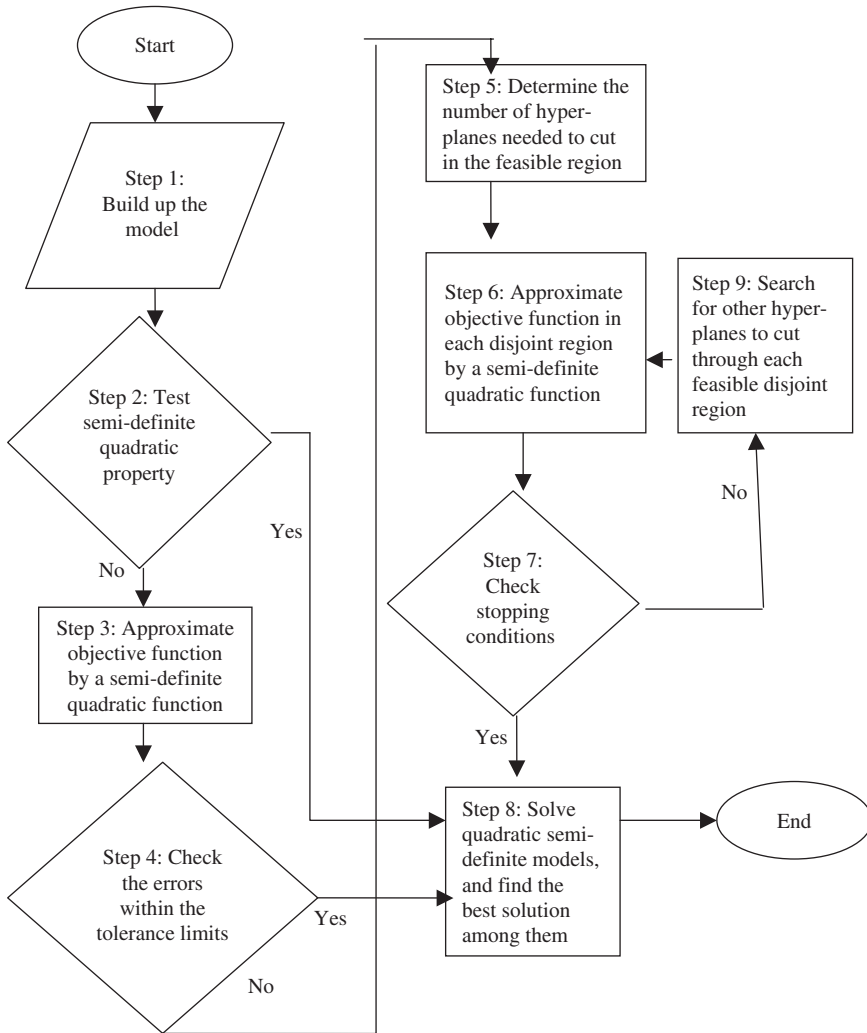 Start
Step 1:
Build up the
model
Step 2: Test
semi-definite
quadratic
property
Yes
No
Step 3: Approximate
objective function
by a semi-definite
quadratic function
Step 4: Check
the errors
within the
tolerance limits
Yes
No
Step 5: Determine the
number of hyper-
planes needed to cut
in the feasible region
Step 6: Approximate
objective function in
each disjoint region
by a semi-definite
quadratic function
Step 9: Search
for other hyper-
planes to cut
through each
feasible disjoint
region
No
Step 7:
Check
stopping
conditions
Yes
Step 8: Solve
quadratic semi-
definite models,
and find the
best solution
among them
End